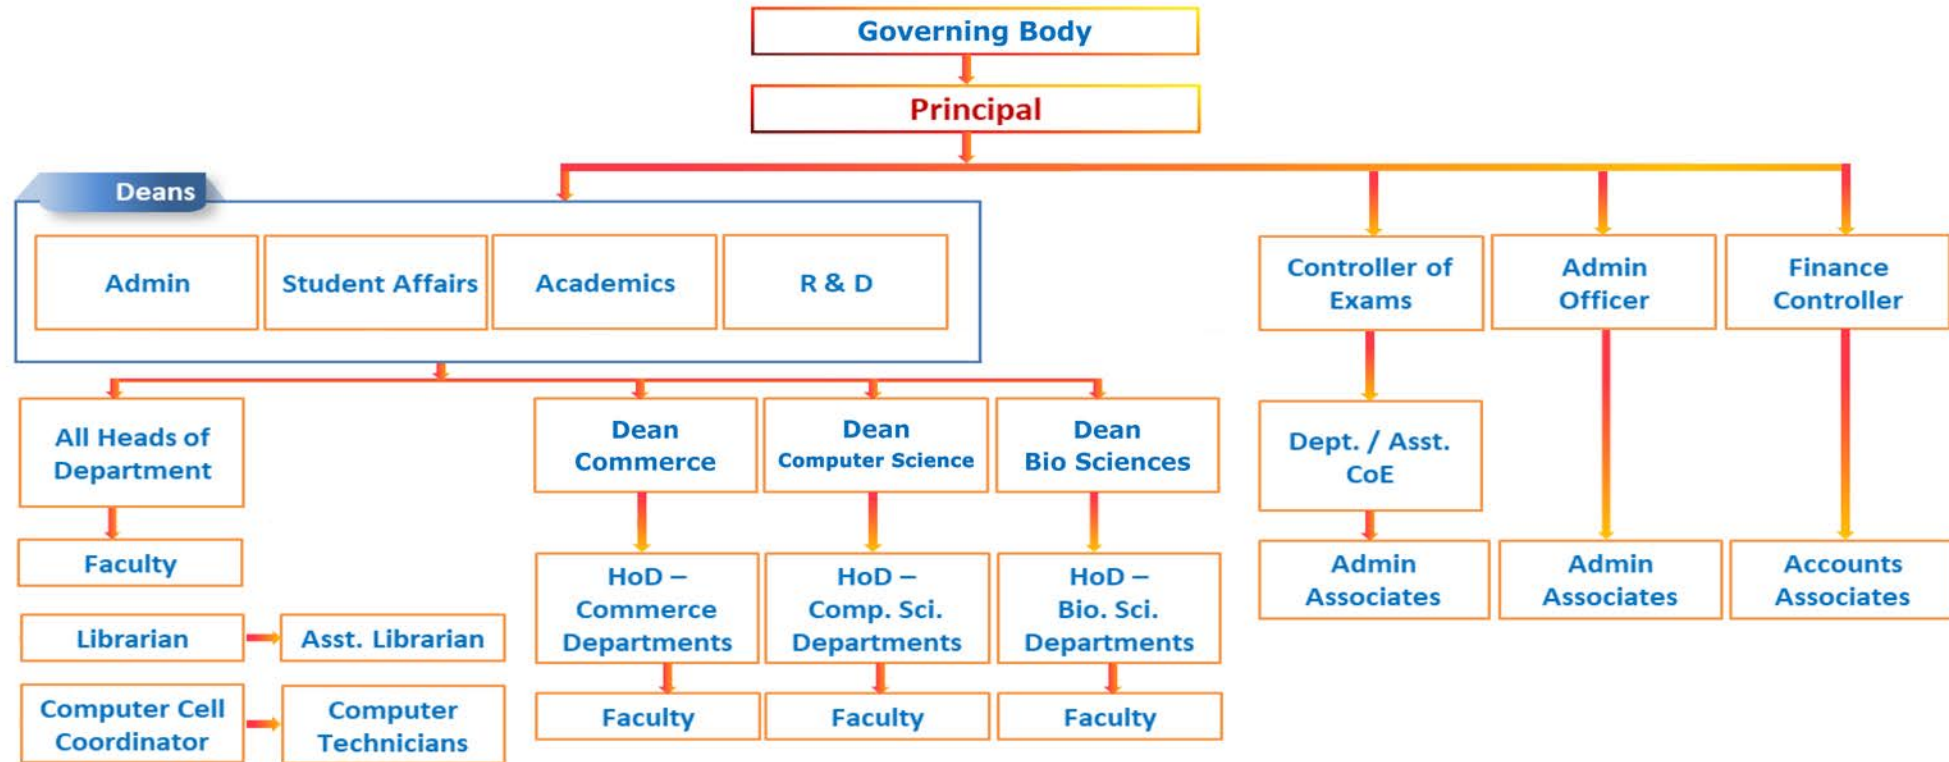 Governing Body
Principal
Deans
Admin
Student Affairs
Academics
R & D
Controller of
Exams
Admin
Officer
Finance
Controller
All Heads of
Department
Dean
Commerce
Dean
Computer Science
Dean
Bio Sciences
Dept. / Asst.
CoE
Faculty
HoD –
Commerce
Departments
HoD –
Comp. Sci.
Departments
HoD –
Bio. Sci.
Departments
Admin
Associates
Admin
Associates
Accounts
Associates
Librarian
Asst. Librarian
Computer Cell
Coordinator
Computer
Technicians
Faculty
Faculty
Faculty